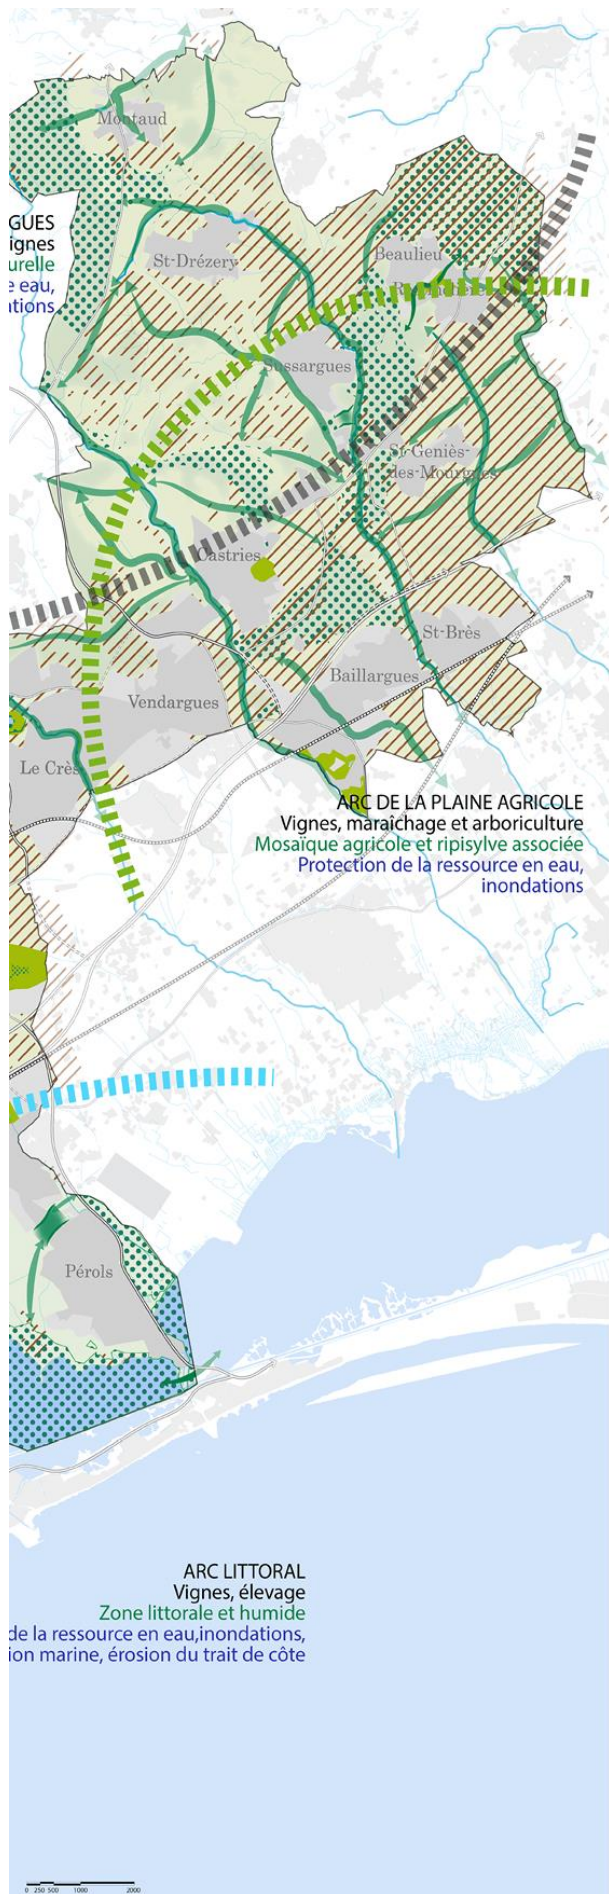 Montaud
GUES
ignes
urelle
e eau,
ations
St-Drézery
Beaulieu
Sussargues
St-Geniès-
des-Mourgues
Castries
St-Brès
Baillargues
Vendargues
Le Crès
ARC DE LA PLAINE AGRICOLE
Vignes, maraîchage et arboriculture
Mosaïque agricole et ripisylve associée
Protection de la ressource en eau,
inondations
Pérols
ARC LITTORAL
Vignes, élevage
Zone littorale et humide
de la ressource en eau,inondations,
ion marine, érosion du trait de côte
0 250 500 1000 2000